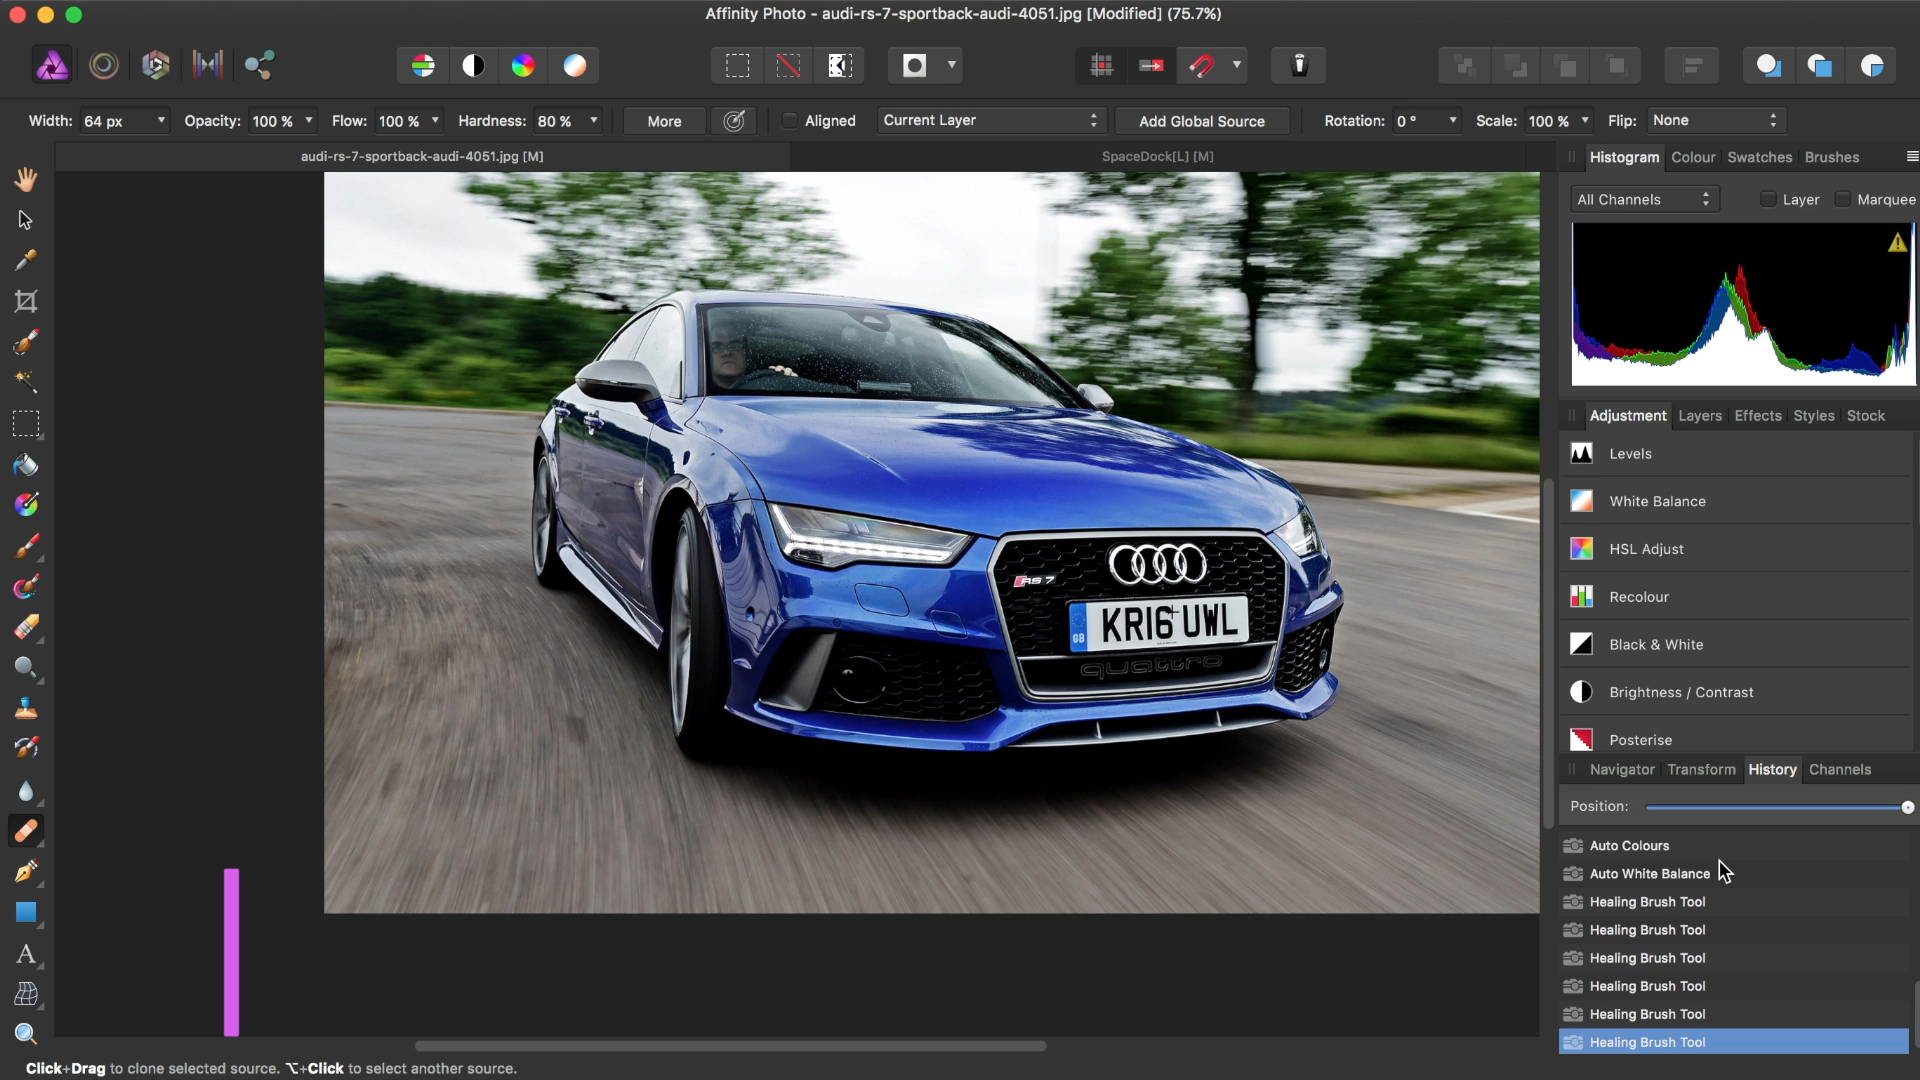 Affinity Photo - audi-rs-7-sportback-audi-4051.jpg [Modified] (75.7%)
Width: 64 px Opacity: 100 % Flow: 100 % Hardness: 80 % More Aligned Current Layer Add Global Source Rotation: 0 ° Scale: 100 % Flip: None
audi-rs-7-sportback-audi-4051.jpg [M] SpaceDock[L] [M]
Histogram Colour Swatches Brushes
All Channels Layer Marquee
Adjustment Layers Effects Styles Stock
Levels
White Balance
HSL Adjust
Recolour
Black & White
Brightness / Contrast
Posterise
RS 7
GB KR16 UWL
quattro
Navigator Transform History Channels
Position:
Auto Colours
Auto White Balance
Healing Brush Tool
Healing Brush Tool
Healing Brush Tool
Healing Brush Tool
Healing Brush Tool
Healing Brush Tool
Click+Drag to clone selected source. ⌥+Click to select another source.